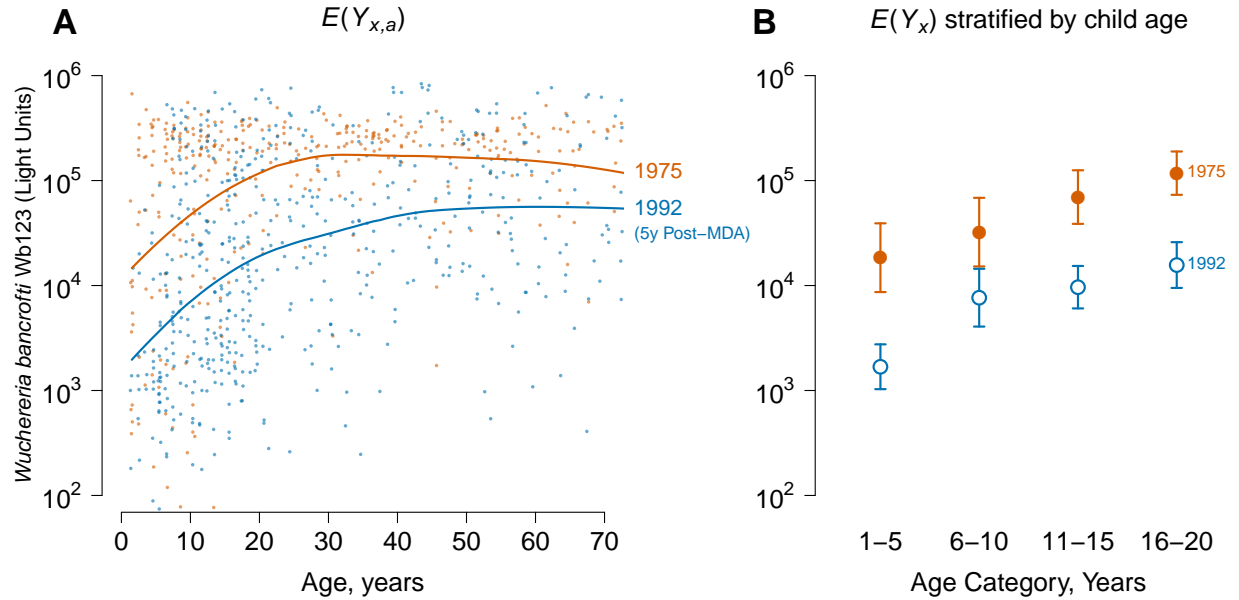 A
E(Yx,a)
Wuchereria bancrofti Wb123 (Light Units)
10^6
10^5
10^4
10^3
10^2
1975
1992
(5y Post−MDA)
0 10 20 30 40 50 60 70
Age, years
B
E(Yx) stratified by child age
10^6
10^5
10^4
10^3
10^2
1975
1992
1−5 6−10 11−15 16−20
Age Category, Years